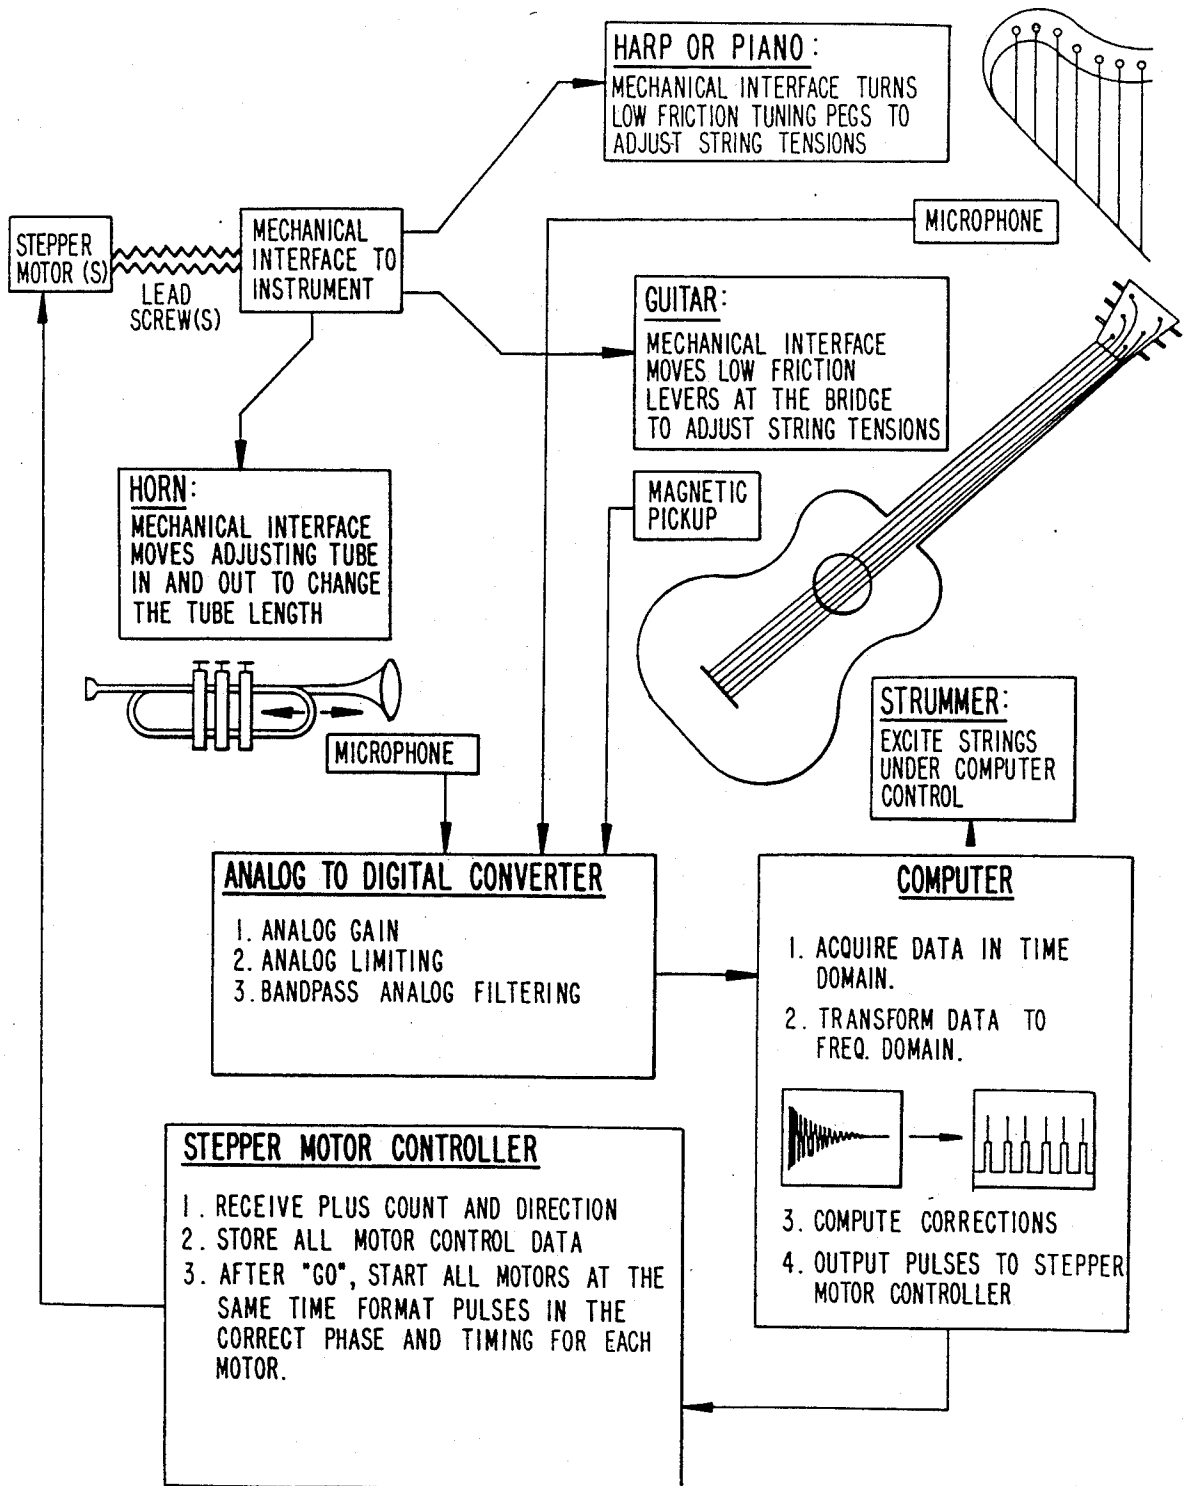 HARP OR PIANO:
MECHANICAL INTERFACE TURNS
LOW FRICTION TUNING PEGS TO
ADJUST STRING TENSIONS
MICROPHONE
STEPPER
MOTOR (S)
LEAD
SCREW(S)
MECHANICAL
INTERFACE TO
INSTRUMENT
GUITAR:
MECHANICAL INTERFACE
MOVES LOW FRICTION
LEVERS AT THE BRIDGE
TO ADJUST STRING TENSIONS
HORN:
MECHANICAL INTERFACE
MOVES ADJUSTING TUBE
IN AND OUT TO CHANGE
THE TUBE LENGTH
MAGNETIC
PICKUP
MICROPHONE
STRUMMER:
EXCITE STRINGS
UNDER COMPUTER
CONTROL
ANALOG TO DIGITAL CONVERTER
1. ANALOG GAIN
2. ANALOG LIMITING
3. BANDPASS ANALOG FILTERING
COMPUTER
1. ACQUIRE DATA IN TIME
DOMAIN.
2. TRANSFORM DATA TO
FREQ. DOMAIN.
3. COMPUTE CORRECTIONS
4. OUTPUT PULSES TO STEPPER
MOTOR CONTROLLER
STEPPER MOTOR CONTROLLER
1. RECEIVE PLUS COUNT AND DIRECTION
2. STORE ALL MOTOR CONTROL DATA
3. AFTER "GO", START ALL MOTORS AT THE
SAME TIME FORMAT PULSES IN THE
CORRECT PHASE AND TIMING FOR EACH
MOTOR.